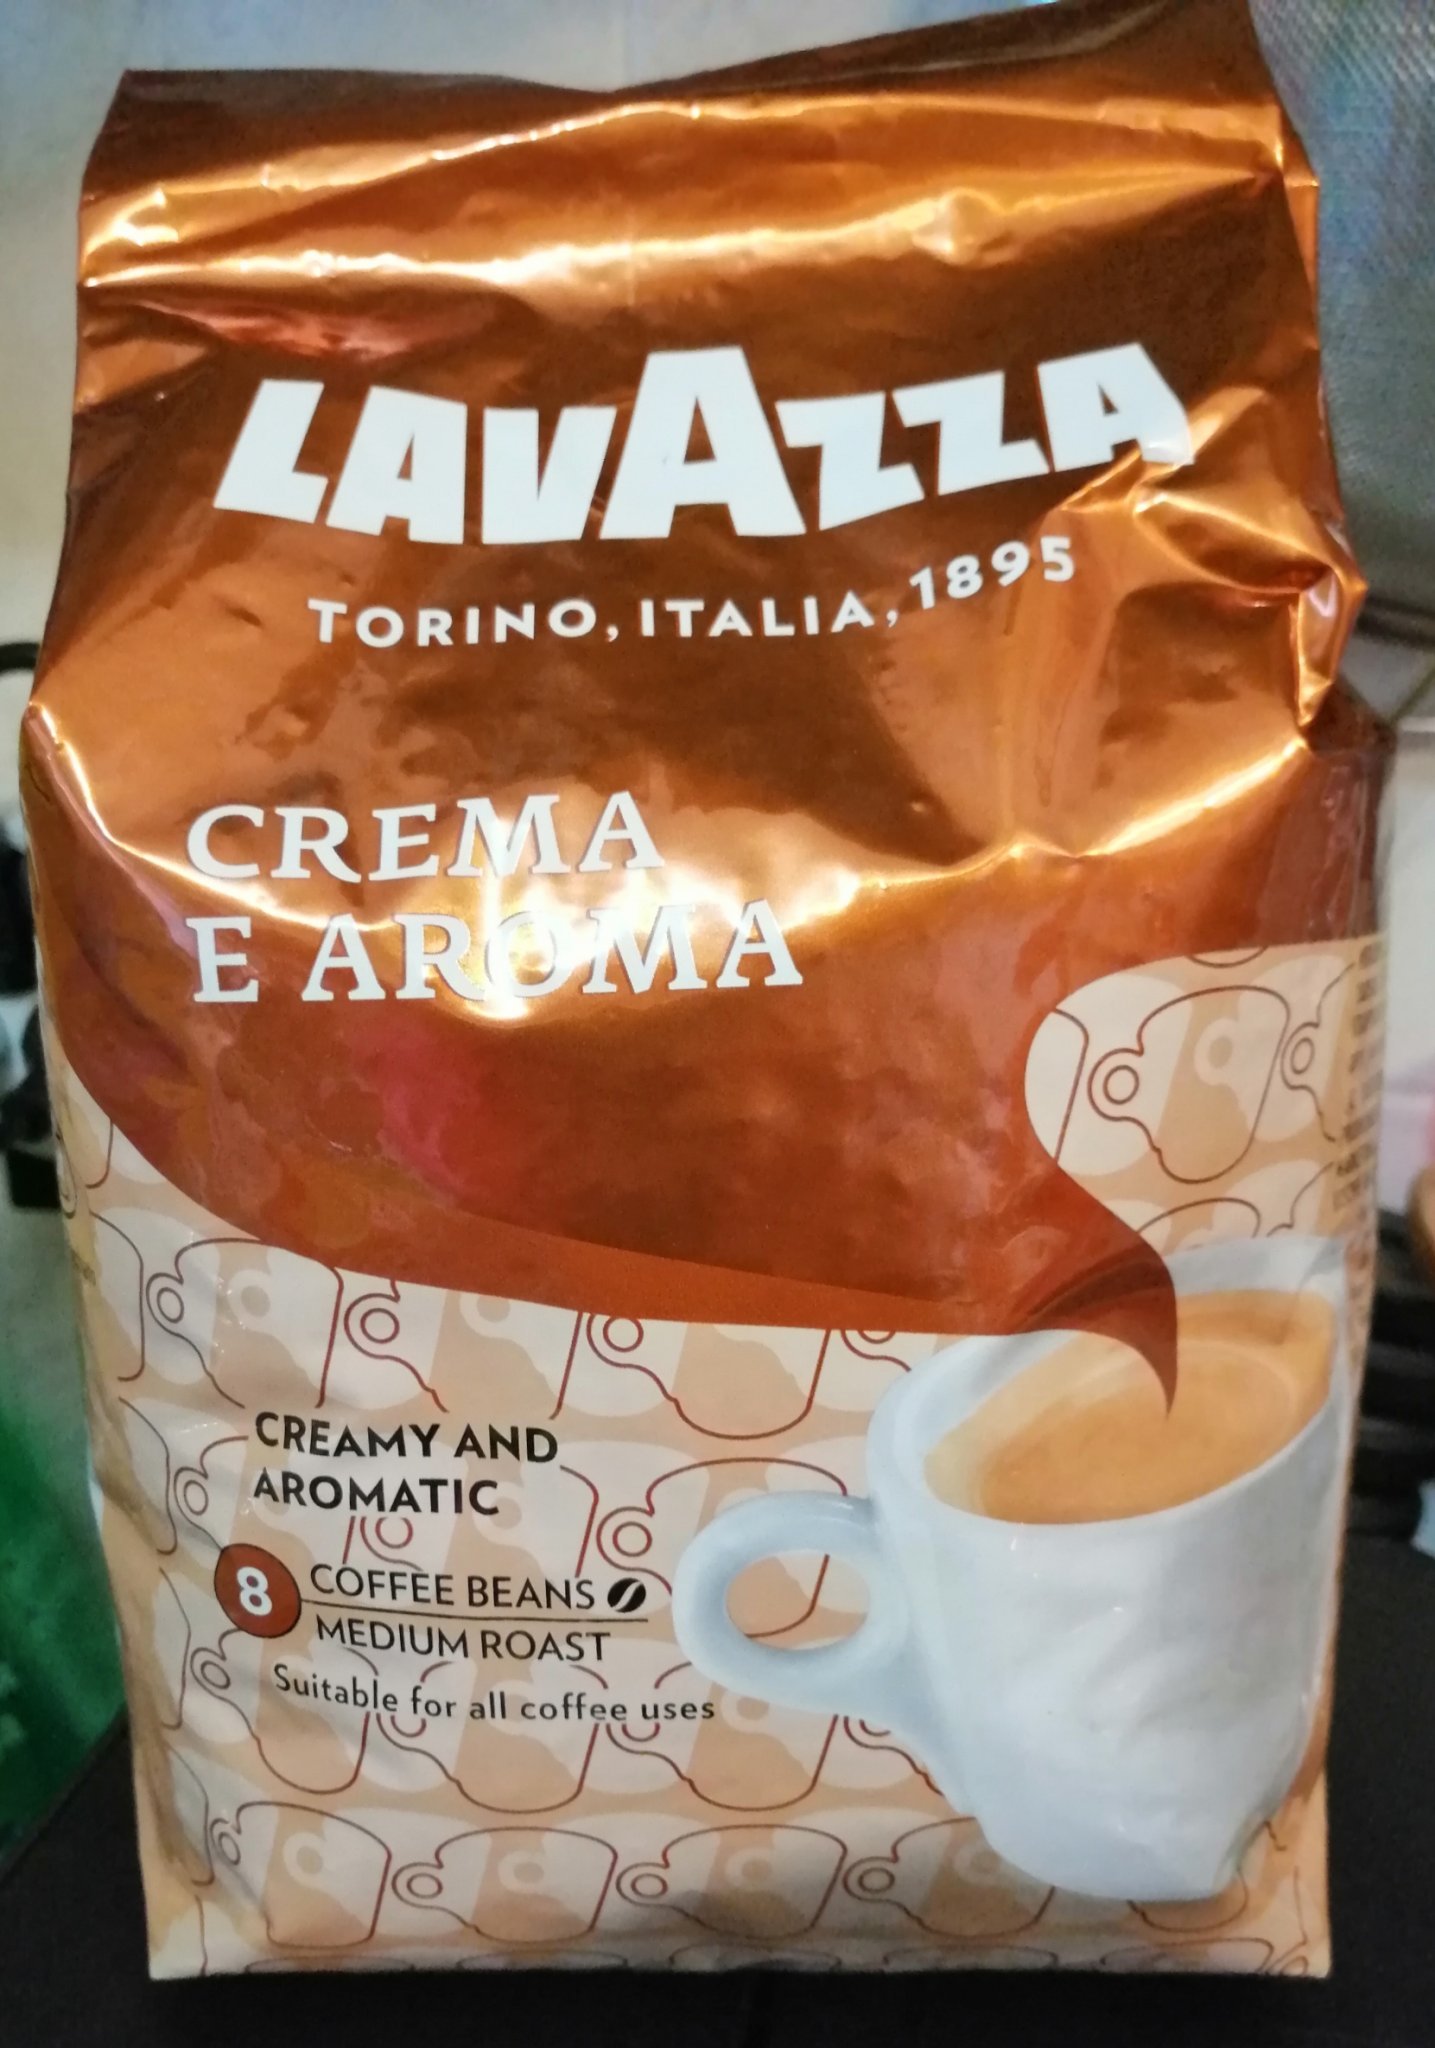 LAVAZZA
TORINO, ITALIA, 1895
CREMA
E AROMA
CREAMY AND
AROMATIC
8
COFFEE BEANS
MEDIUM ROAST
Suitable for all coffee uses